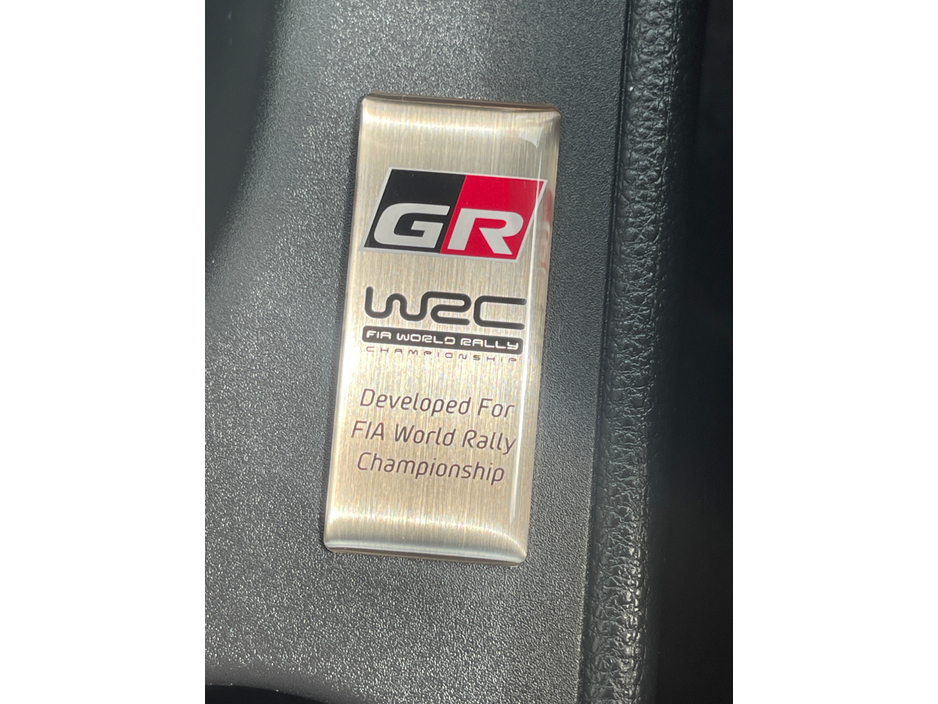 GR
WRC
FIA WORLD RALLY
CHAMPIONSHIP
Developed For
FIA World Rally
Championship